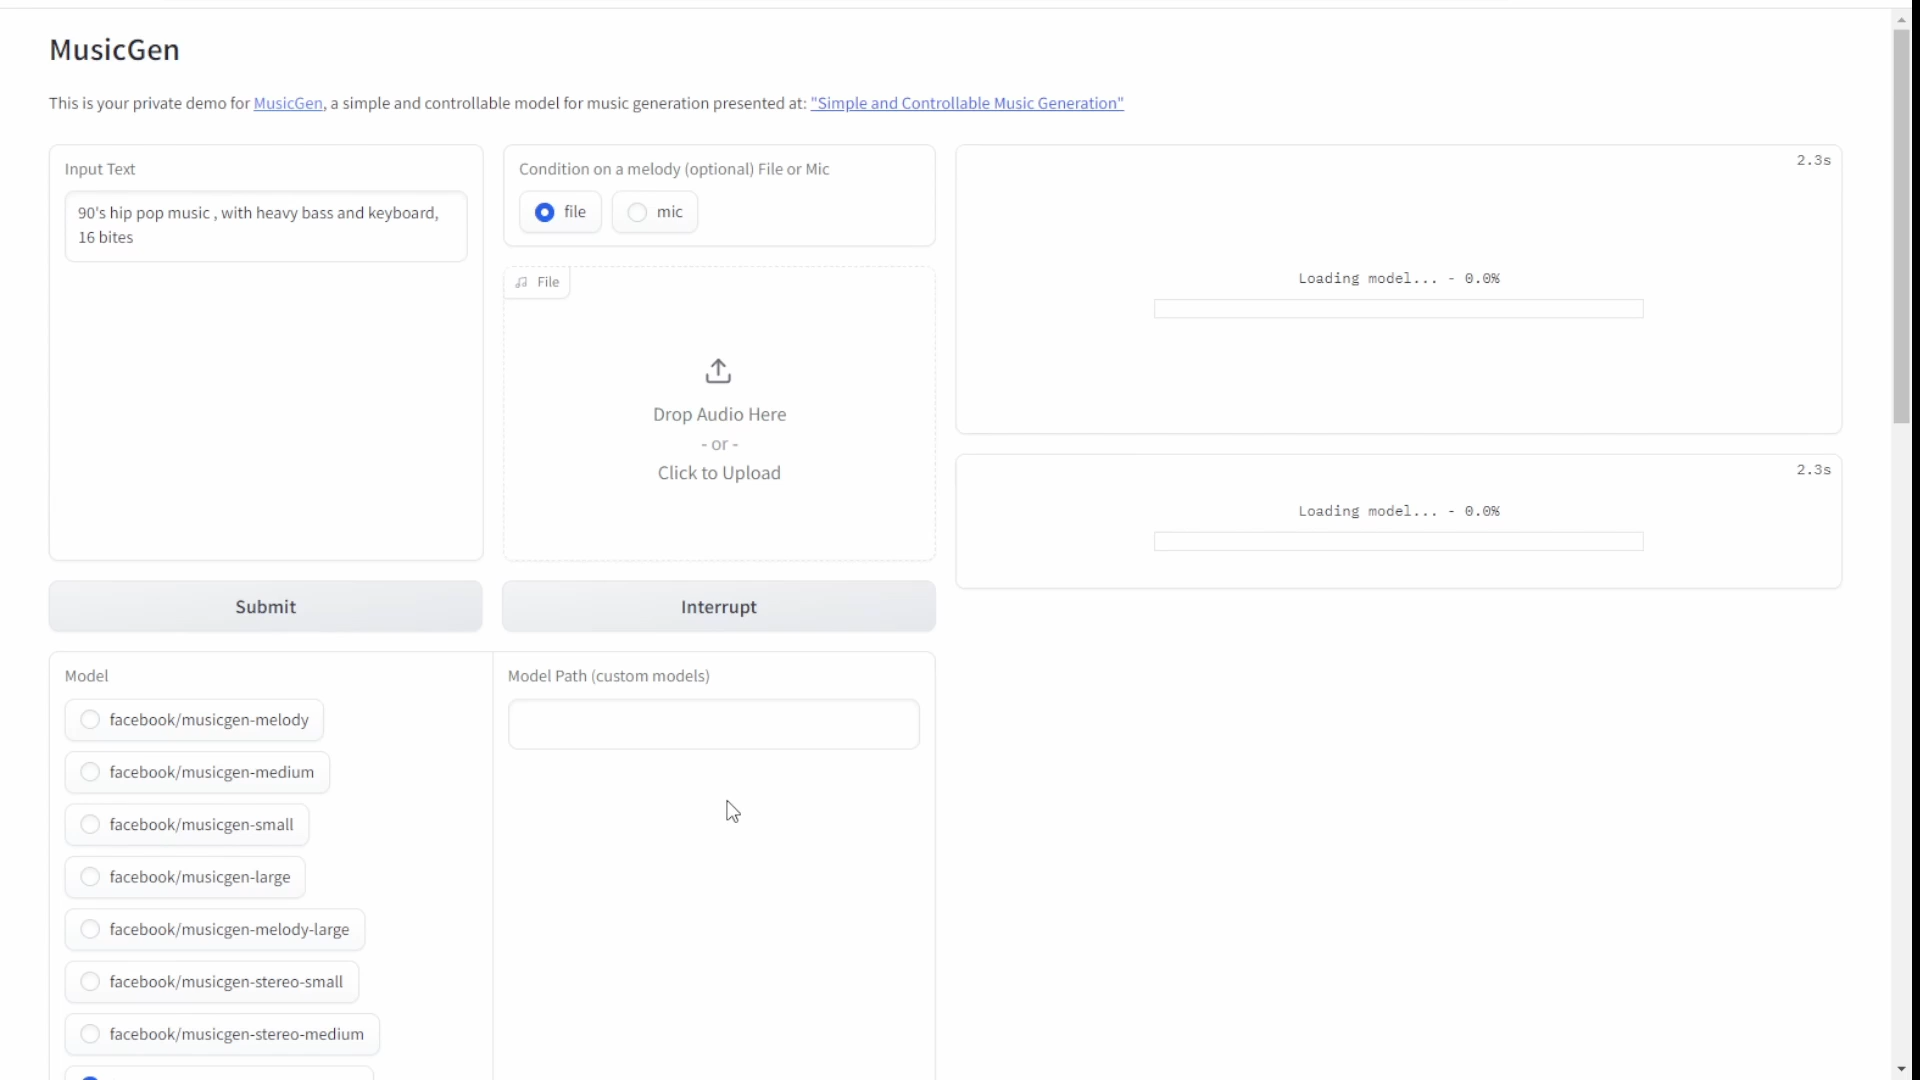 MusicGen
This is your private demo for MusicGen, a simple and controllable model for music generation presented at: "Simple and Controllable Music Generation"
Input Text
90's hip pop music , with heavy bass and keyboard,
16 bites
Condition on a melody (optional) File or Mic
file
mic
File
Drop Audio Here
- or -
Click to Upload
2.3s
Loading model... - 0.0%
2.3s
Loading model... - 0.0%
Submit
Interrupt
Model
facebook/musicgen-melody
facebook/musicgen-medium
facebook/musicgen-small
facebook/musicgen-large
facebook/musicgen-melody-large
facebook/musicgen-stereo-small
facebook/musicgen-stereo-medium
Model Path (custom models)